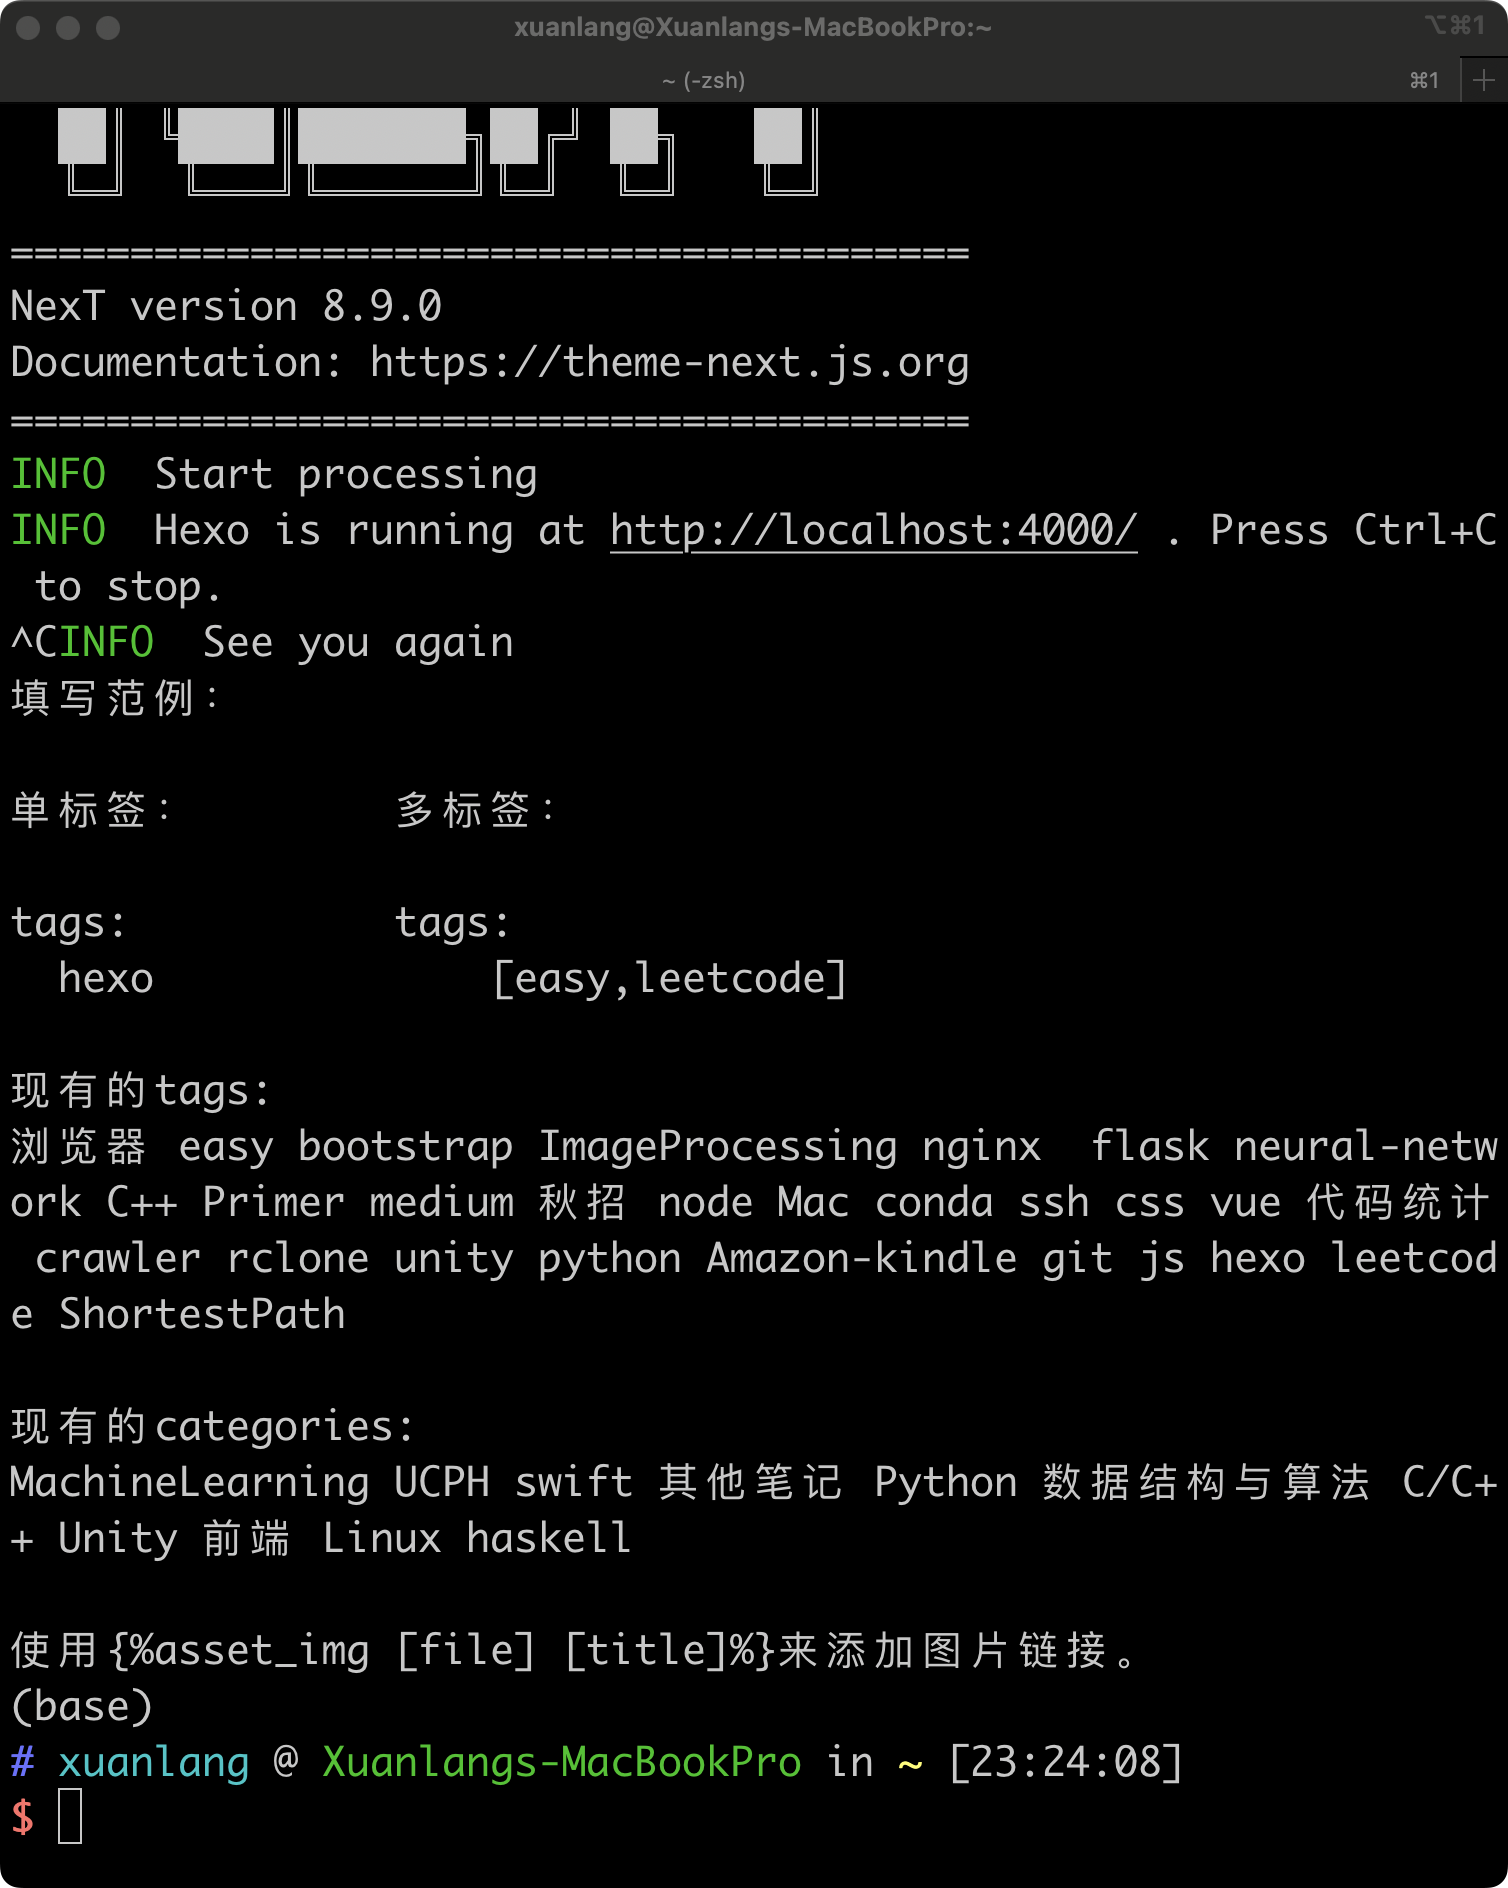 xuanlang@Xuanlangs-MacBookPro:~
⌥⌘1
~ (-zsh)
⌘1
========================================
NexT version 8.9.0
Documentation: https://theme-next.js.org
========================================
INFO  Start processing
INFO  Hexo is running at http://localhost:4000/ . Press Ctrl+C
 to stop.
^CINFO  See you again
填写范例：
单标签：         多标签：
tags:           tags:
  hexo              [easy,leetcode]
现有的tags:
浏览器 easy bootstrap ImageProcessing nginx  flask neural-netw
ork C++ Primer medium 秋招 node Mac conda ssh css vue 代码统计
 crawler rclone unity python Amazon-kindle git js hexo leetcod
e ShortestPath
现有的categories:
MachineLearning UCPH swift 其他笔记 Python 数据结构与算法 C/C+
+ Unity 前端 Linux haskell
使用{%asset_img [file] [title]%}来添加图片链接。
(base)
# xuanlang @ Xuanlangs-MacBookPro in ~ [23:24:08]
$